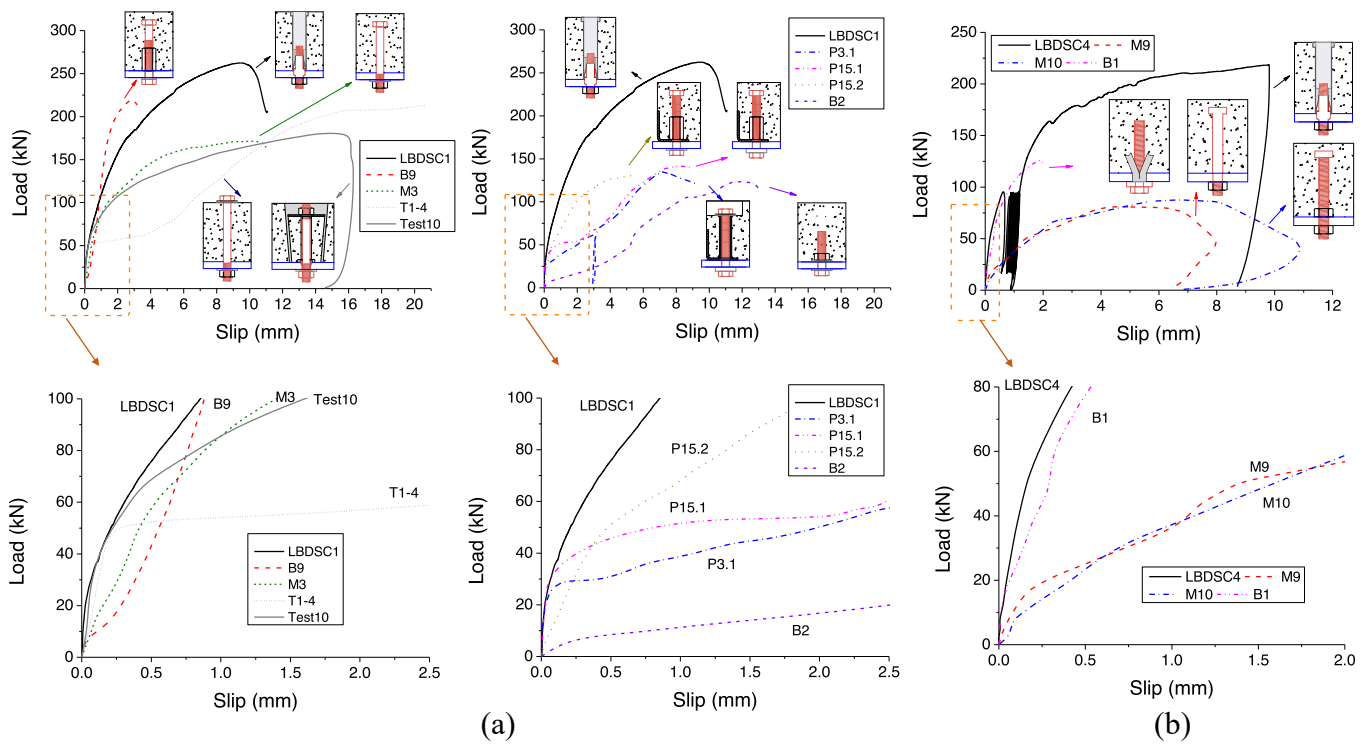 300
250
200
150
100
50
0
Load (kN)
0 2 4 6 8 10 12 14 16 18 20
Slip (mm)
LBDSC1
B9
M3
T1-4
Test10
300
250
200
150
100
50
0
Load (kN)
0 2 4 6 8 10 12 14 16 18 20
Slip (mm)
LBDSC1
P3.1
P15.1
P15.2
B2
250
225
200
175
150
125
100
75
50
25
0
Load (kN)
0 2 4 6 8 10 12
Slip (mm)
LBDSC4 M9
M10 B1
100
80
60
40
20
0
Load (kN)
0.0 0.5 1.0 1.5 2.0 2.5
Slip (mm)
LBDSC1
B9
M3
Test10
T1-4
LBDSC1
B9
M3
T1-4
Test10
100
80
60
40
20
0
Load (kN)
0.0 0.5 1.0 1.5 2.0 2.5
Slip (mm)
LBDSC1
P15.2
P15.1
P3.1
B2
LBDSC1
P3.1
P15.1
P15.2
B2
80
60
40
20
0
Load (kN)
0.0 0.5 1.0 1.5 2.0
Slip (mm)
LBDSC4
B1
M9
M10
LBDSC4 M9
M10 B1
(a)
(b)